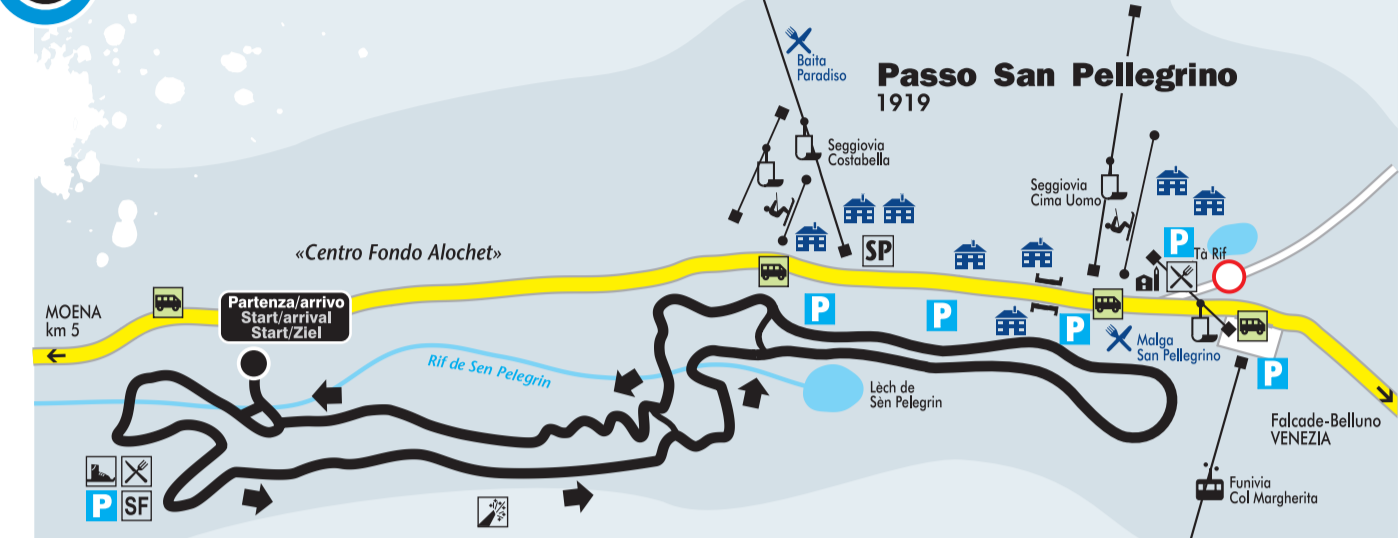 Baita
Paradiso
Passo San Pellegrino
1919
Seggiovia
Costabella
Seggiovia
Cima Uomo
«Centro Fondo Alochet»
SP
P
Tà Rif
MOENA
km 5
Partenza/arrivo
Start/arrival
Start/Ziel
P
P
P
Malga
San Pellegrino
P
Rif de Sen Pelegrin
Lèch de
Sèn Pelegrin
Falcade-Belluno
VENEZIA
P
SF
Funivia
Col Margherita